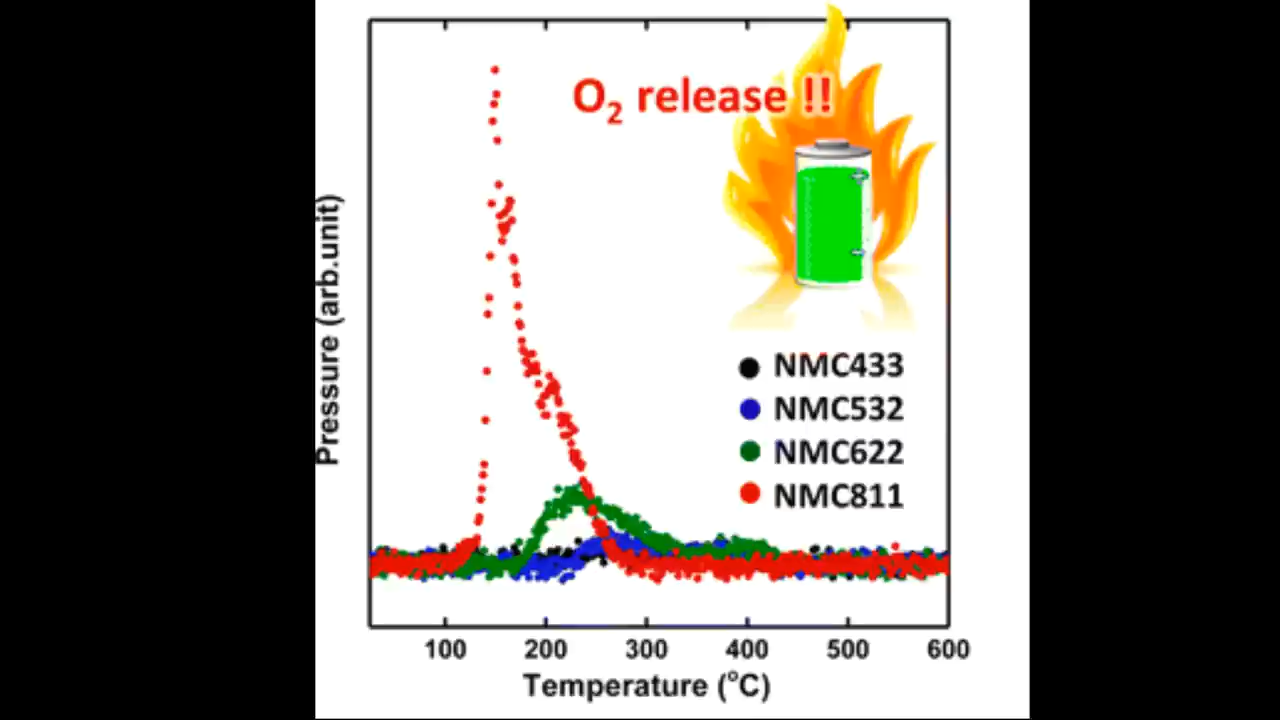 O₂ release !!
Pressure (arb.unit)
NMC433
NMC532
NMC622
NMC811
100 200 300 400 500 600
Temperature (°C)